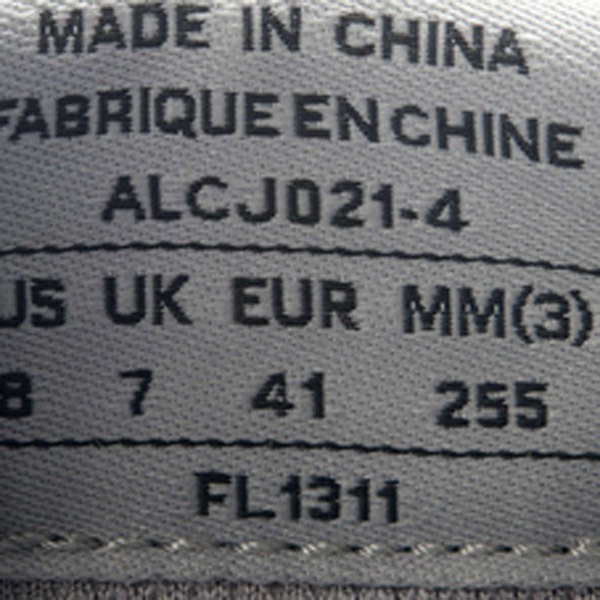 MADE IN CHINA
FABRIQUE EN CHINE
ALCJ021-4
US UK EUR MM(3)
8 7 41 255
FL1311